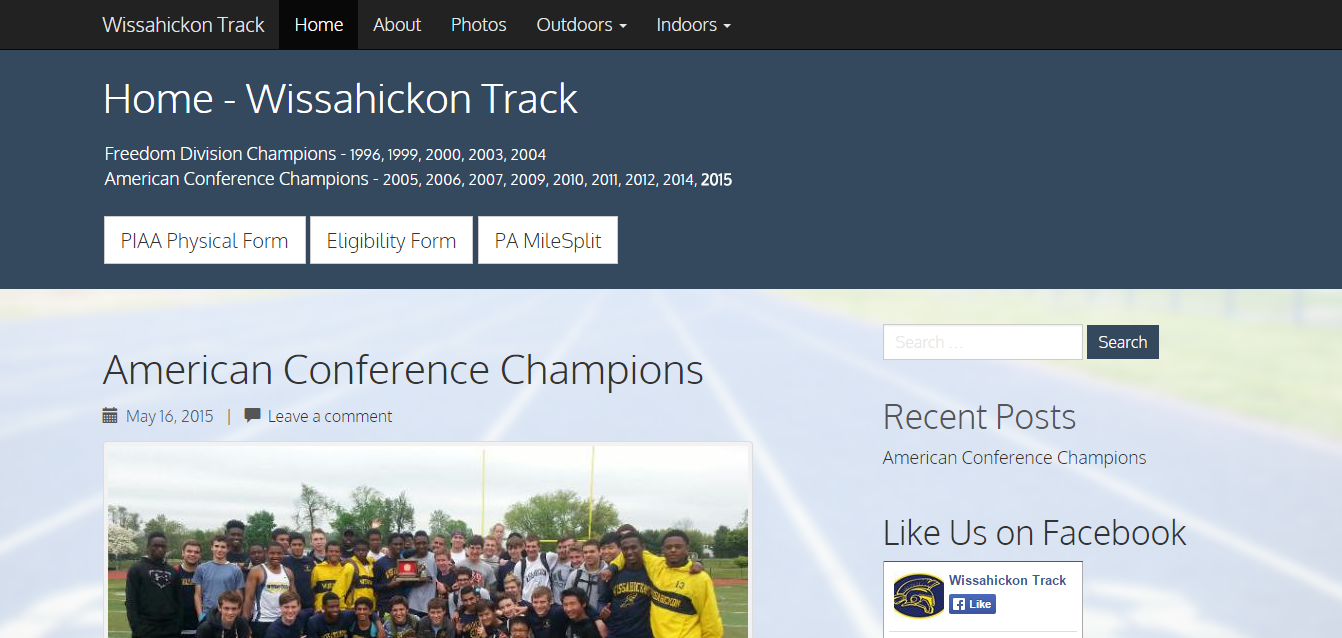 Wissahickon Track Home About Photos Outdoors Indoors
Home - Wissahickon Track
Freedom Division Champions - 1996, 1999, 2000, 2003, 2004
American Conference Champions - 2005, 2006, 2007, 2009, 2010, 2011, 2012, 2014, 2015
PIAA Physical Form Eligibility Form PA MileSplit
Search ... Search
American Conference Champions
May 16, 2015 | Leave a comment
Recent Posts
American Conference Champions
Like Us on Facebook
Wissahickon Track
Like